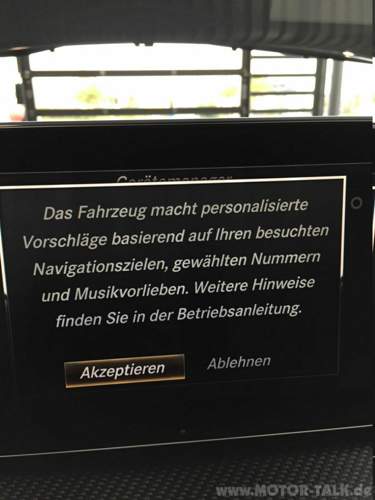 Gerätemanager
Das Fahrzeug macht personalisierte
Vorschläge basierend auf Ihren besuchten
Navigationszielen, gewählten Nummern
und Musikvorlieben. Weitere Hinweise
finden Sie in der Betriebsanleitung.
Akzeptieren Ablehnen
www.MOTOR-TALK.de